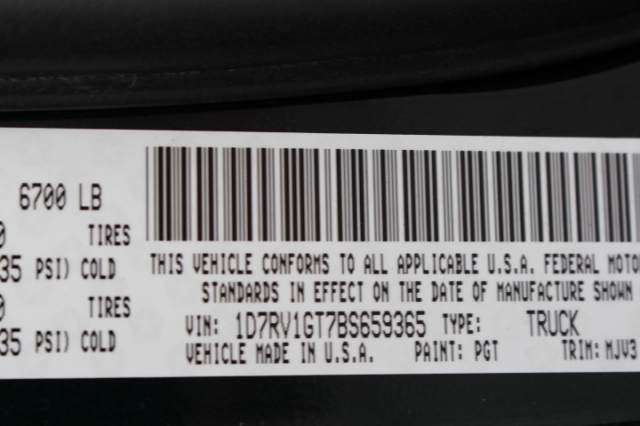 6700 LB
0 TIRES
35 PSI) COLD
0 TIRES
35 PSI) COLD
THIS VEHICLE CONFORMS TO ALL APPLICABLE U.S.A. FEDERAL MOTO
STANDARDS IN EFFECT ON THE DATE OF MANUFACTURE SHOWN
VIN: 1D7RV1GT7BS659365 TYPE: TRUCK
VEHICLE MADE IN U.S.A. PAINT: PGT TRIM: MJV3